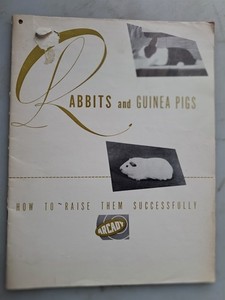 RABBITS and GUINEA PIGS
HOW TO RAISE THEM SUCCESSFULLY
ARCADY